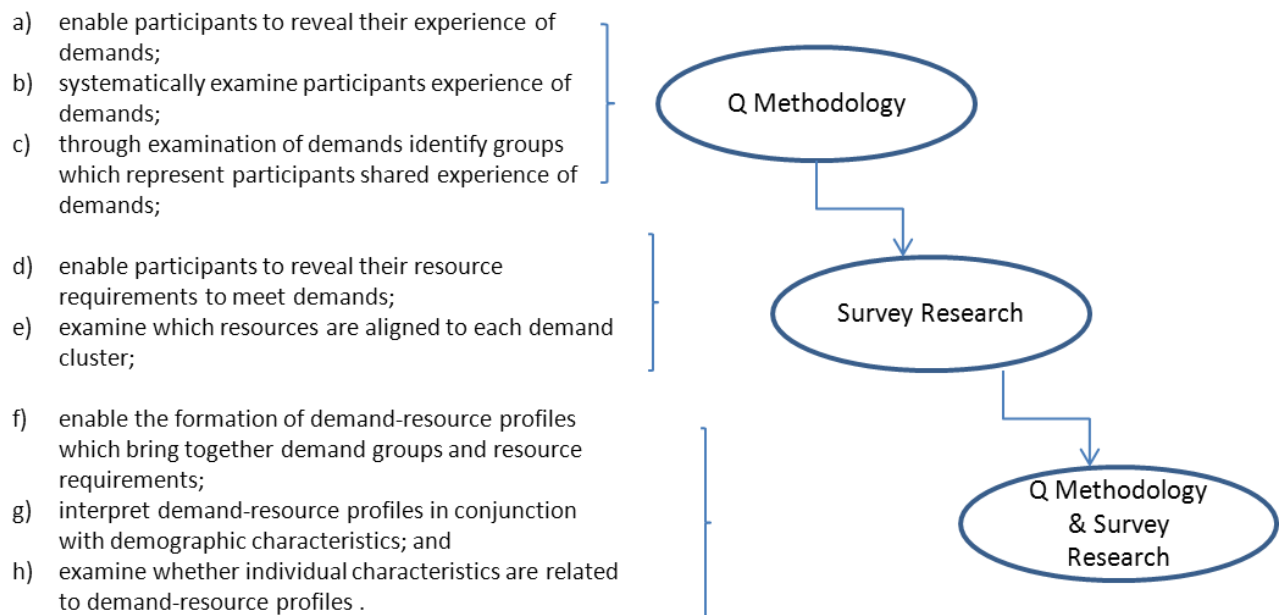 a) enable participants to reveal their experience of
demands;
b) systematically examine participants experience of
demands;
c) through examination of demands identify groups
which represent participants shared experience of
demands;
Q Methodology
d) enable participants to reveal their resource
requirements to meet demands;
e) examine which resources are aligned to each demand
cluster;
Survey Research
f) enable the formation of demand-resource profiles
which bring together demand groups and resource
requirements;
g) interpret demand-resource profiles in conjunction
with demographic characteristics; and
h) examine whether individual characteristics are related
to demand-resource profiles .
Q Methodology
& Survey
Research